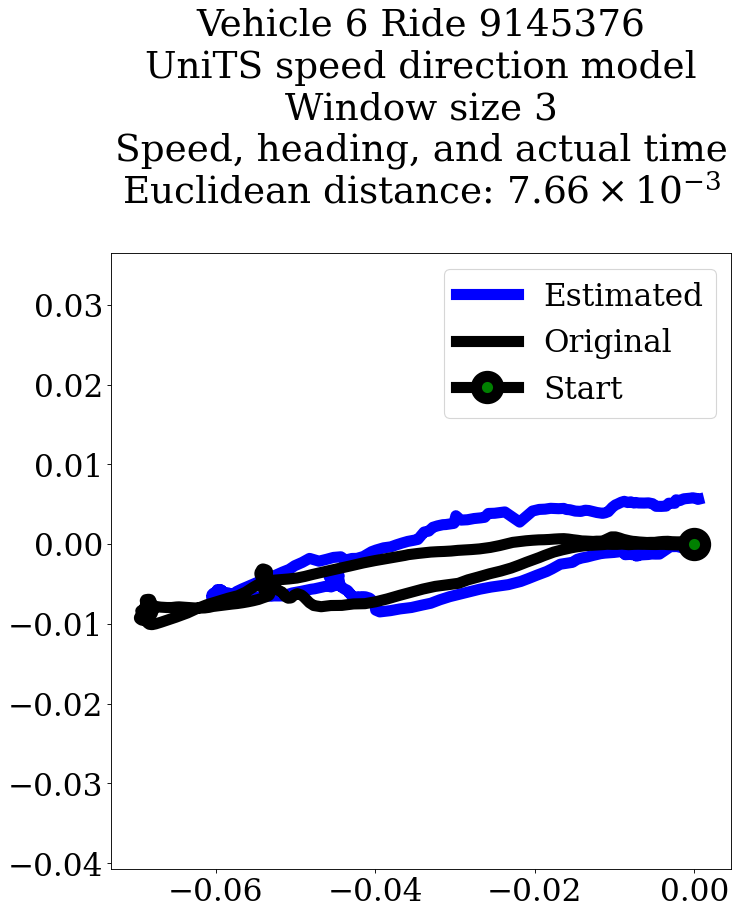 Vehicle 6 Ride 9145376
UniTS speed direction model
Window size 3
Speed, heading, and actual time
Euclidean distance: 7.66 × 10⁻³
Estimated
Original
Start
0.03
0.02
0.01
0.00
−0.01
−0.02
−0.03
−0.04
−0.06 −0.04 −0.02 0.00